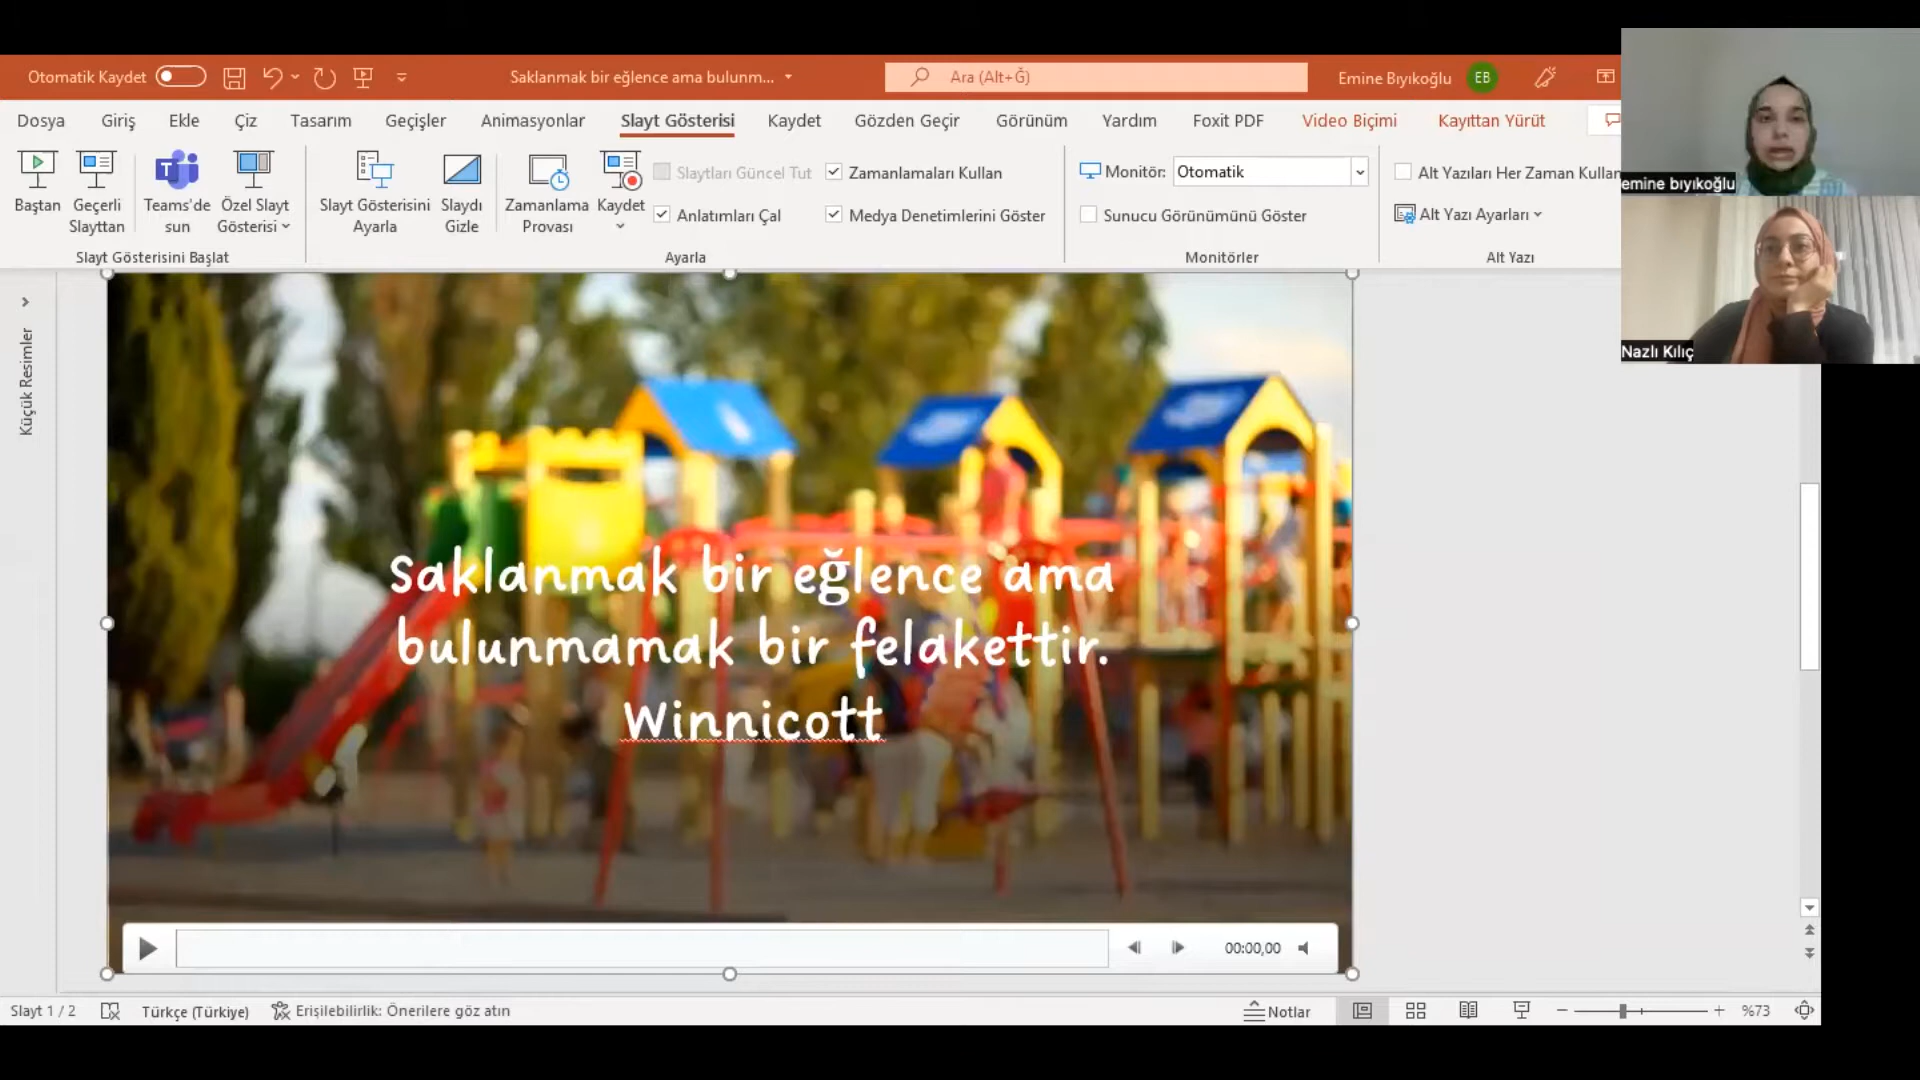 Otomatik Kaydet
Saklanmak bir eğlence ama bulunm...
Ara (Alt+Ğ)
Emine Bıyıkoğlu EB
Dosya Giriş Ekle Çiz Tasarım Geçişler Animasyonlar Slayt Gösterisi Kaydet Gözden Geçir Görünüm Yardım Foxit PDF Video Biçimi Kayıttan Yürüt
Baştan
Geçerli
Slayttan
Teams'de
sun
Özel Slayt
Gösterisi
Slayt Gösterisini Başlat
Slayt Gösterisini
Ayarla
Slaydı
Gizle
Zamanlama
Provası
Kaydet
Slaytları Güncel Tut
Anlatımları Çal
Zamanlamaları Kullan
Medya Denetimlerini Göster
Ayarla
Monitör: Otomatik
Sunucu Görünümünü Göster
Monitörler
Alt Yazıları Her Zaman Kullan
Alt Yazı Ayarları
Alt Yazı
emine bıyıkoğlu
Nazlı Kılıç
Küçük Resimler
Saklanmak bir eğlence ama
bulunmamak bir felakettir.
Winnicott
00:00,00
Slayt 1 / 2
Türkçe (Türkiye)
Erişilebilirlik: Önerilere göz atın
Notlar
%73